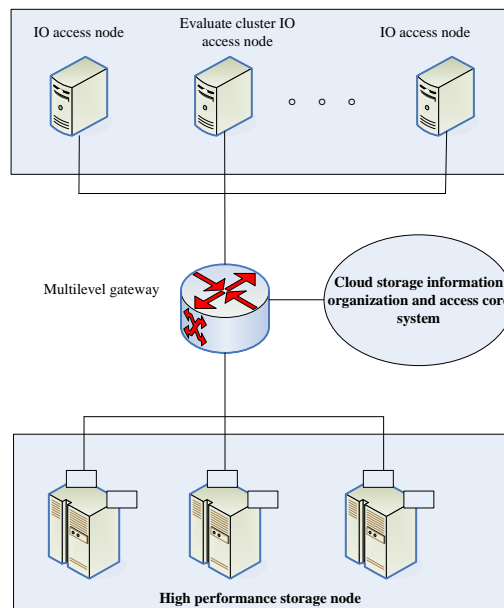 IO access node
Evaluate cluster IO
access node
IO access node
Multilevel gateway
Cloud storage information
organization and access core
system
High performance storage node